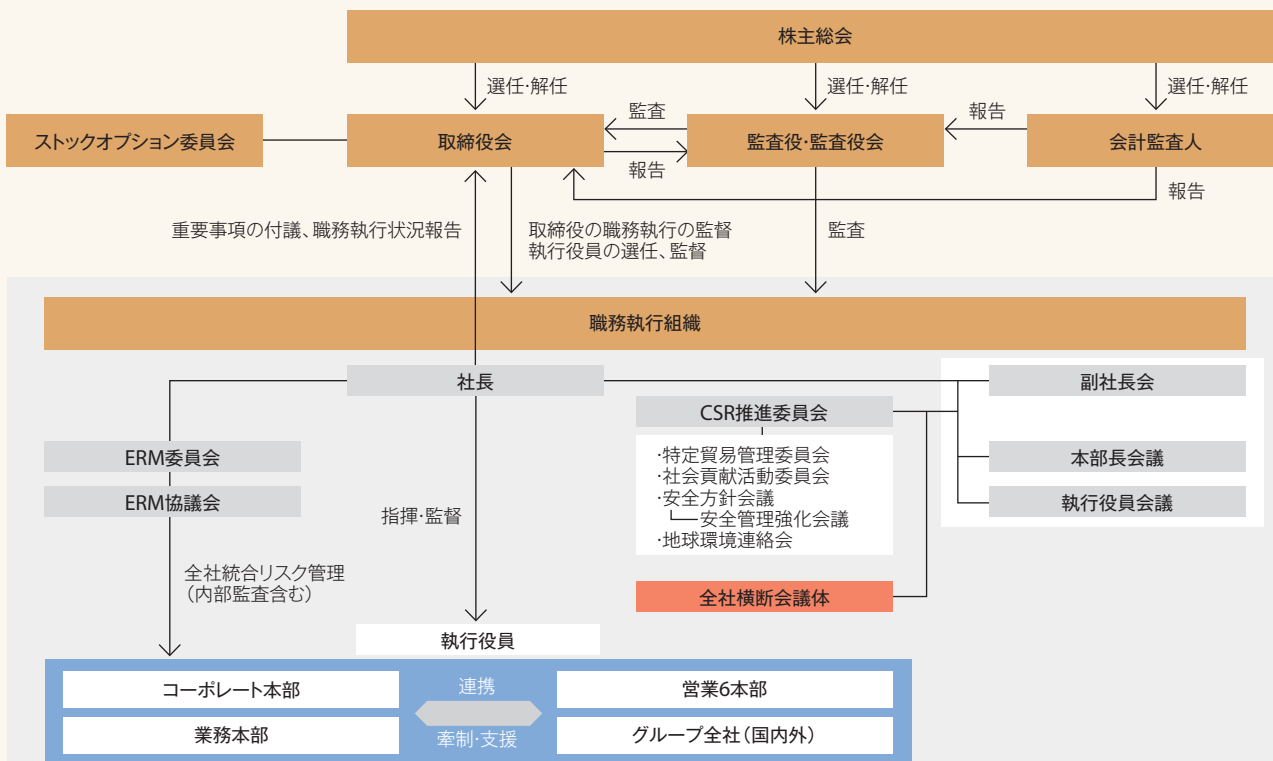 株主総会
選任・解任
選任・解任
選任・解任
監査
報告
ストックオプション委員会
取締役会
監査役・監査役会
会計監査人
報告
報告
重要事項の付議、職務執行状況報告
取締役の職務執行の監督
執行役員の選任、監督
監査
職務執行組織
社長
副社長会
CSR推進委員会
・特定貿易管理委員会
・社会貢献活動委員会
・安全方針会議
安全管理強化会議
・地球環境連絡会
ERM委員会
本部長会議
ERM協議会
執行役員会議
指揮・監督
全社統合リスク管理
（内部監査含む）
全社横断会議体
執行役員
コーポレート本部
連携
営業6本部
業務本部
牽制・支援
グループ全社（国内外）